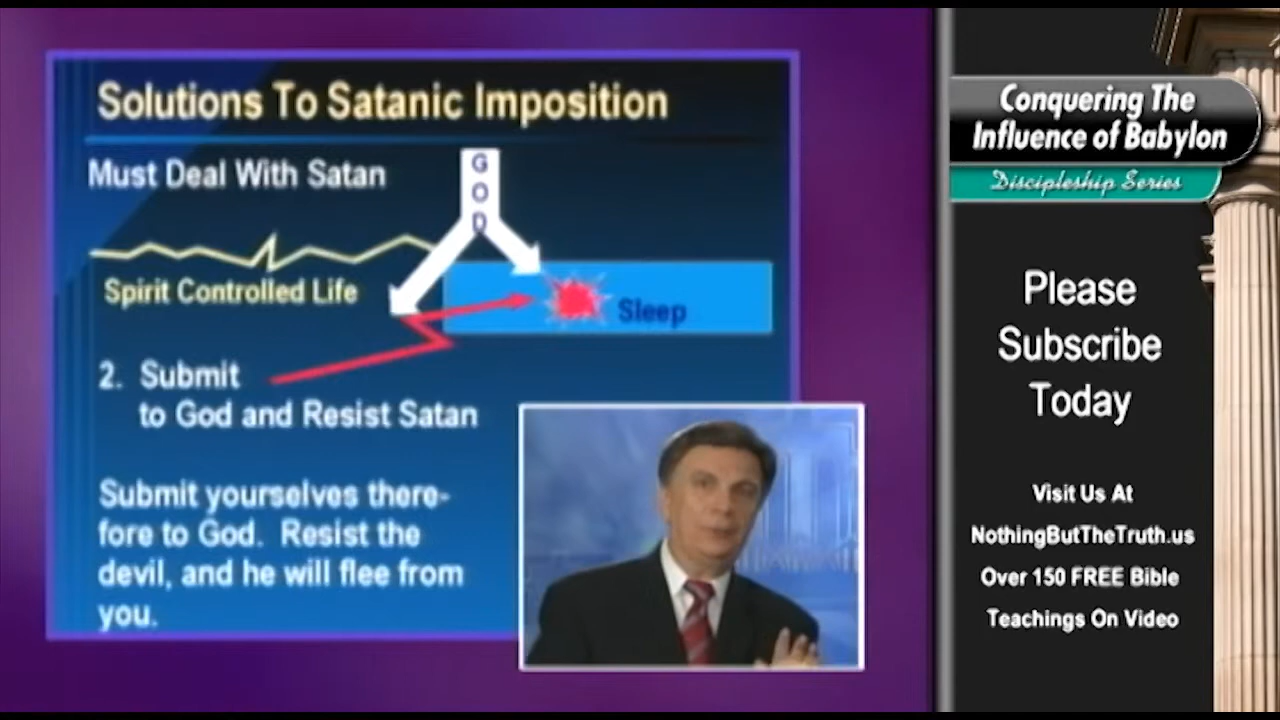 Solutions To Satanic Imposition
Must Deal With Satan
GOD
Spirit Controlled Life
Sleep
2. Submit
to God and Resist Satan
Submit yourselves there-
fore to God. Resist the
devil, and he will flee from
you.
Conquering The
Influence of Babylon
Discipleship Series
Please
Subscribe
Today
Visit Us At
NothingButTheTruth.us
Over 150 FREE Bible
Teachings On Video